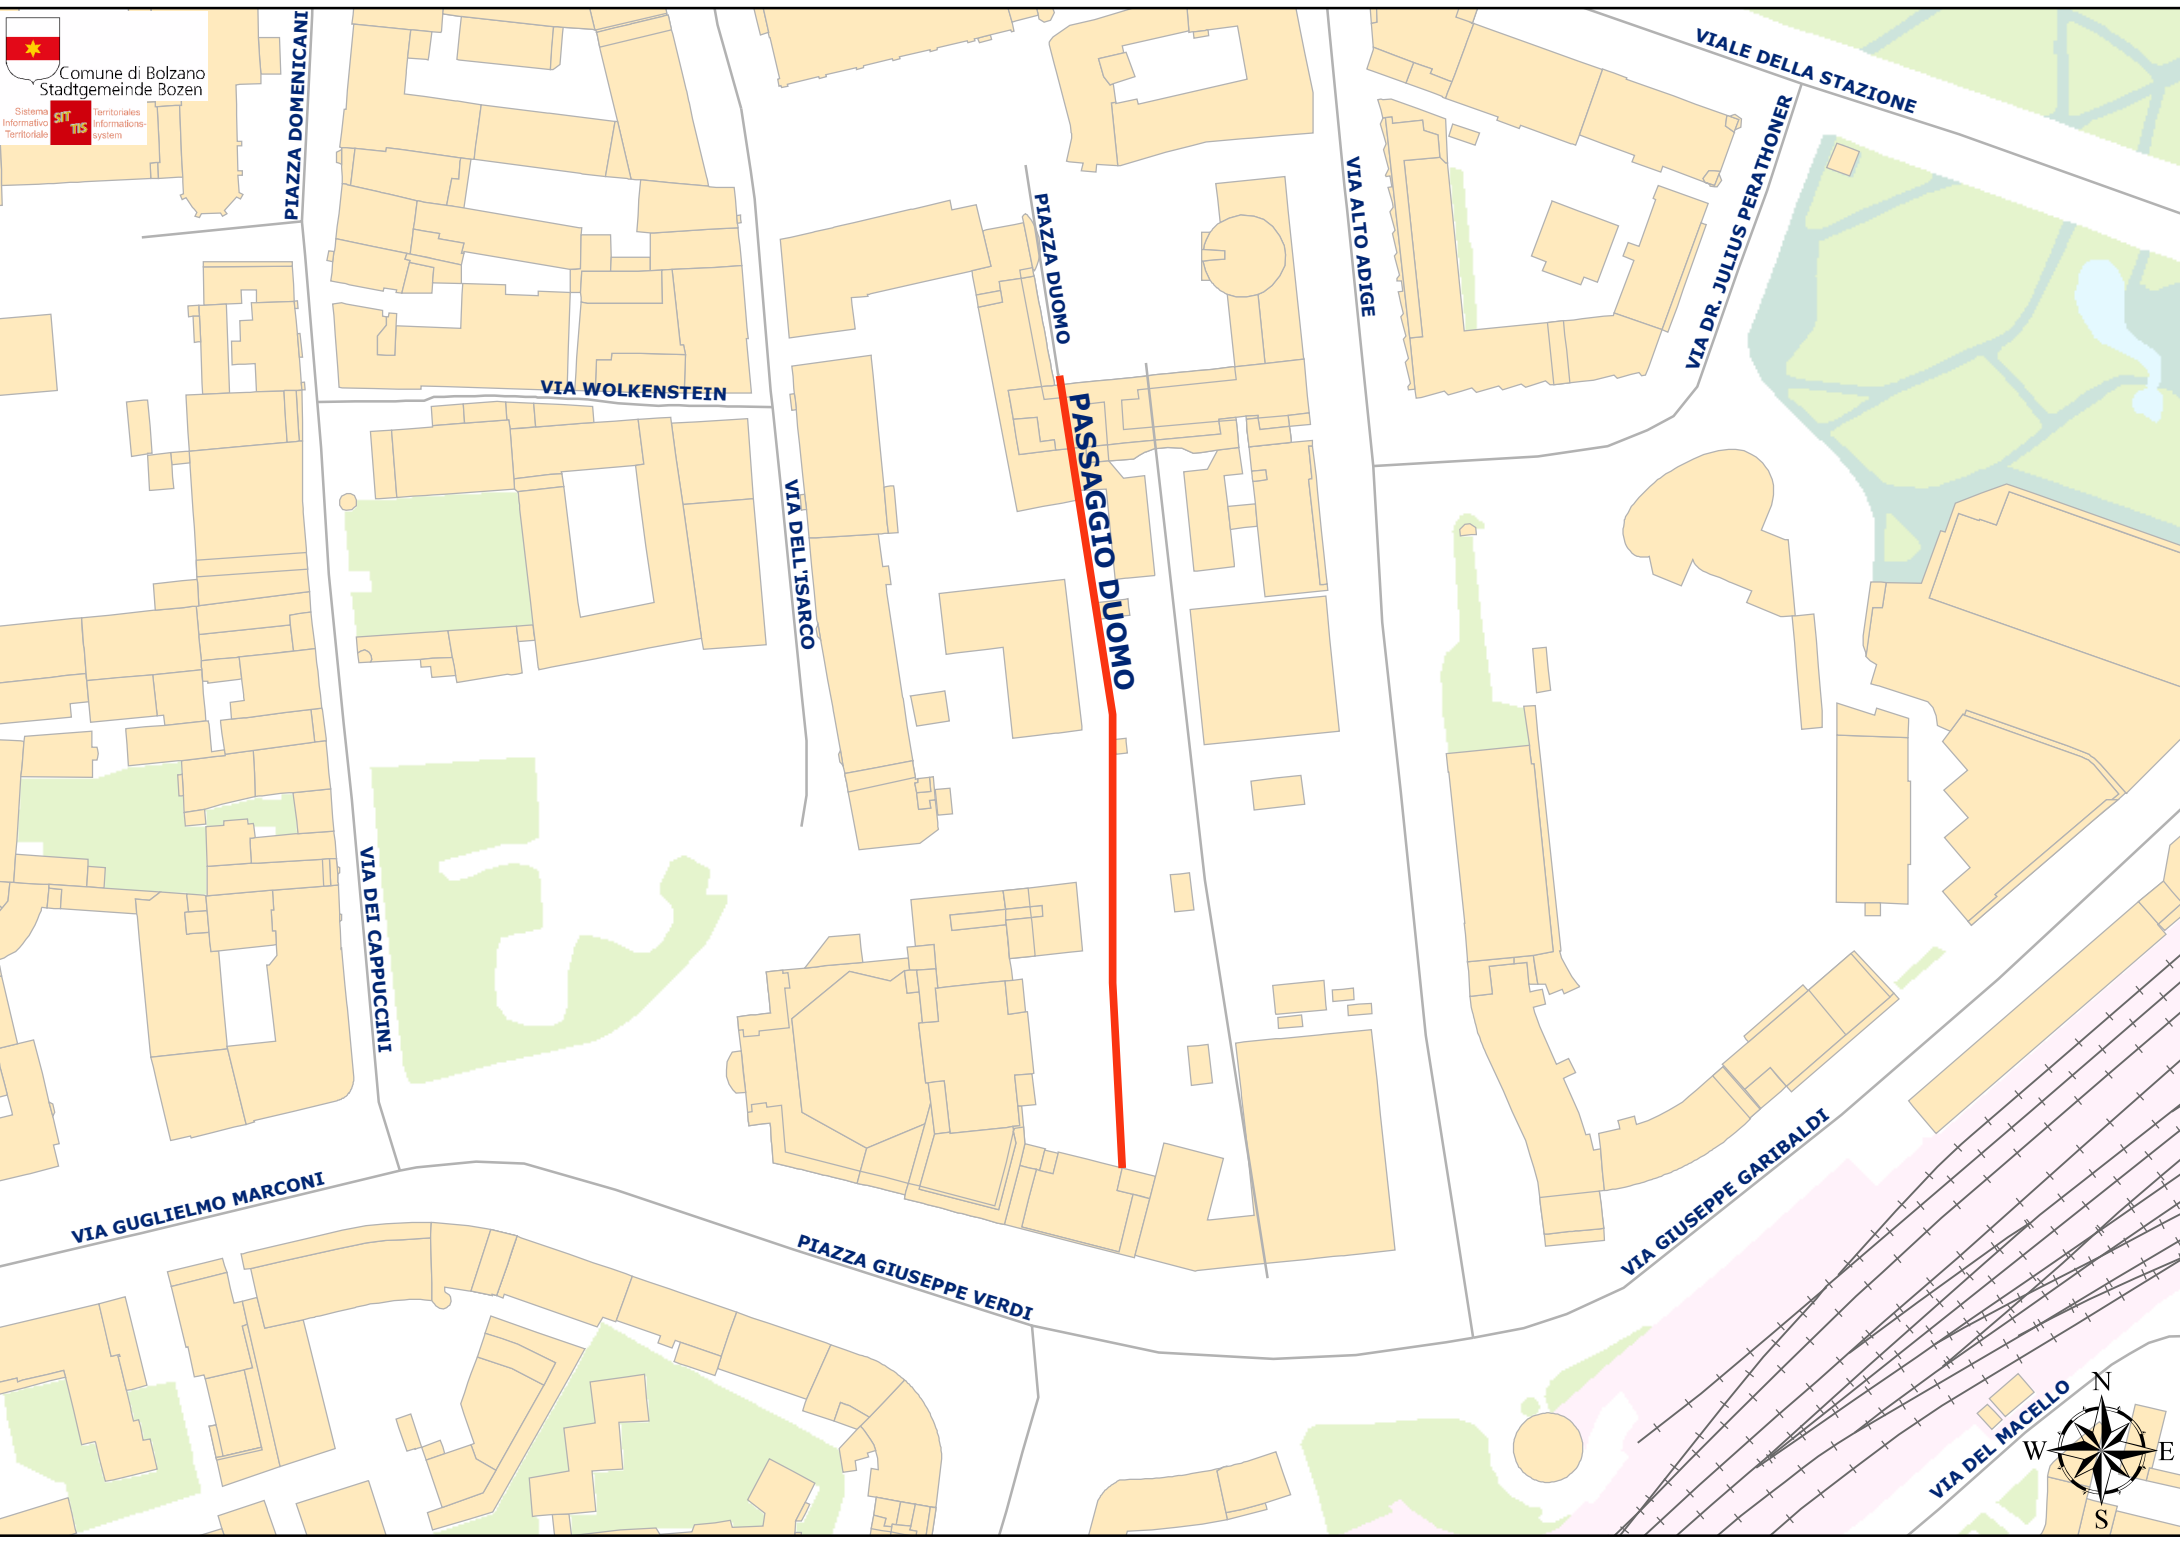 Comune di Bolzano
Stadtgemeinde Bozen
Sistema
Informativo
Territoriale
SIT
TIS
Territoriales
Informations-
system
PIAZZA DOMENICANI
VIALE DELLA STAZIONE
VIA DR. JULIUS PERATHONER
VIA ALTO ADIGE
PIAZZA DUOMO
VIA WOLKENSTEIN
PASSAGGIO DUOMO
VIA DELL'ISARCO
VIA DEI CAPPUCCINI
VIA GUGLIELMO MARCONI
PIAZZA GIUSEPPE VERDI
VIA GIUSEPPE GARIBALDI
VIA DEL MACELLO
N
W
E
S